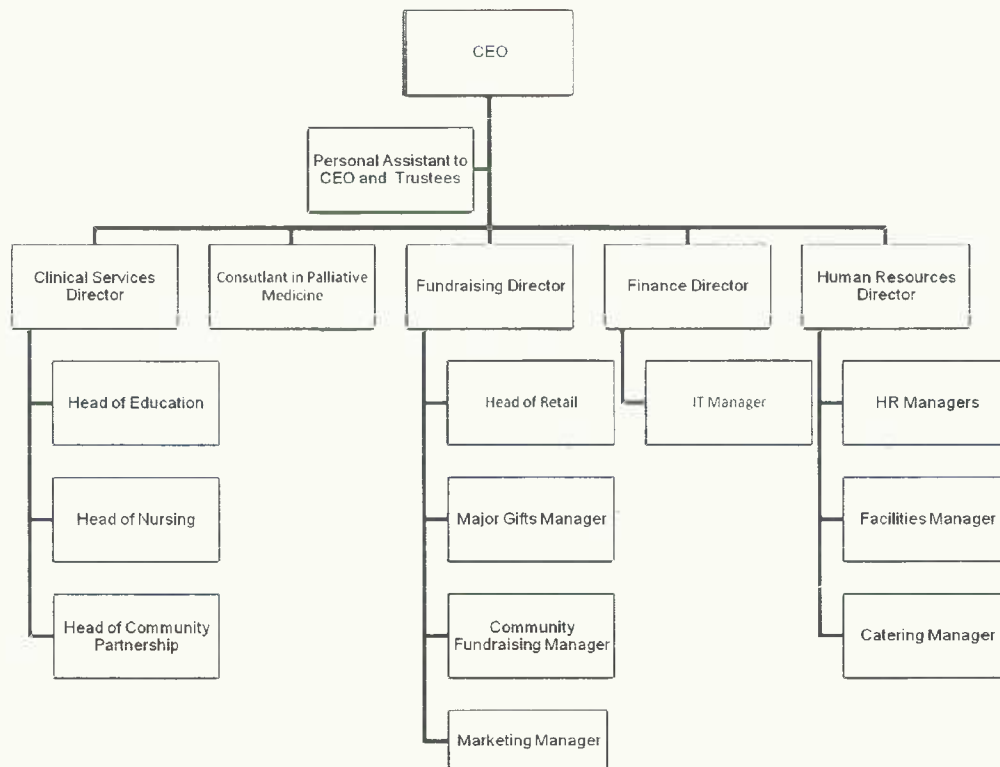 CEO
Personal Assistant to
CEO and Trustees
Clinical Services
Director
Consutlant in Palliative
Medicine
Fundraising Director
Finance Director
Human Resources
Director
Head of Education
Head of Retail
IT Manager
HR Managers
Head of Nursing
Major Gifts Manager
Facilities Manager
Head of Community
Partnership
Community
Fundraising Manager
Catering Manager
Marketing Manager